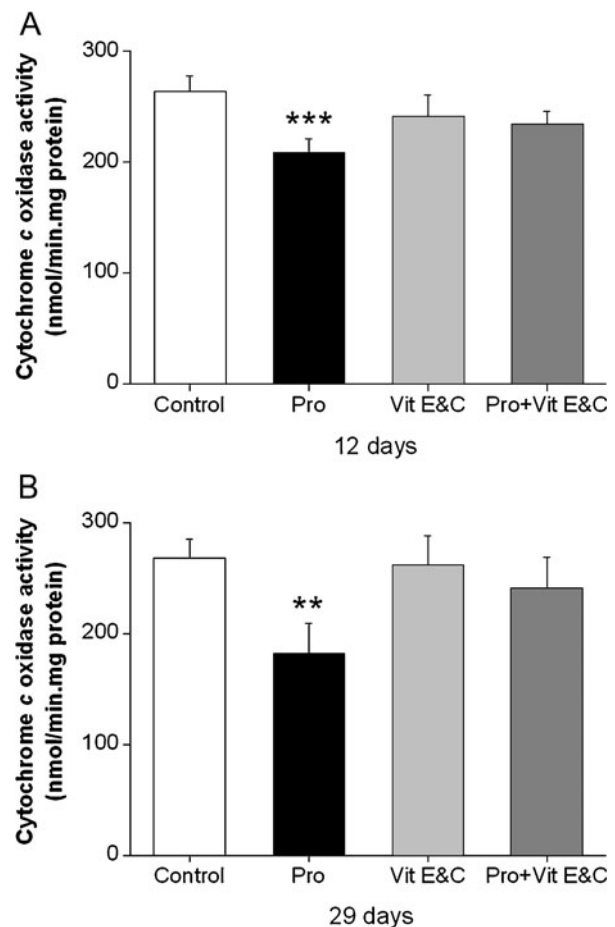 A
Cytochrome c oxidase activity
(nmol/min.mg protein)
300
200
100
0
***
Control Pro Vit E&C Pro+Vit E&C
12 days
B
Cytochrome c oxidase activity
(nmol/min.mg protein)
300
200
100
0
**
Control Pro Vit E&C Pro+Vit E&C
29 days